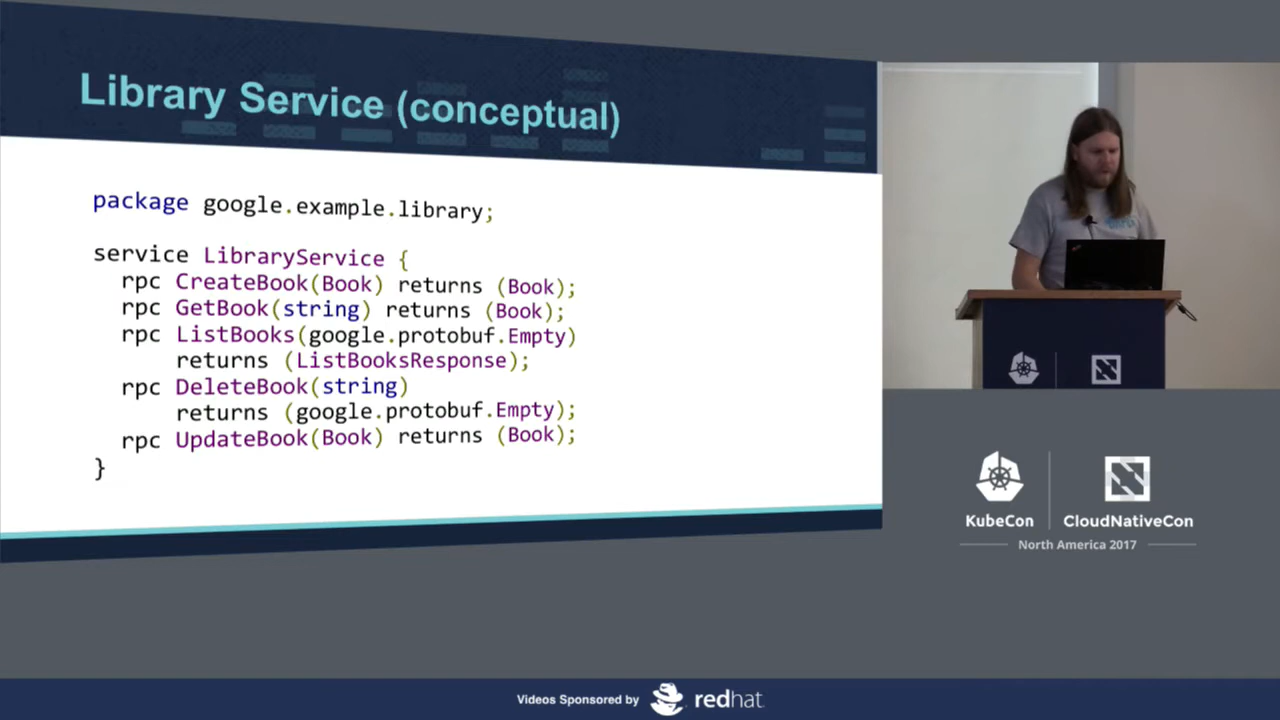 Library Service (conceptual)
package google.example.library;
service LibraryService {
rpc CreateBook(Book) returns (Book);
rpc GetBook(string) returns (Book);
rpc ListBooks(google.protobuf.Empty)
returns (ListBooksResponse);
rpc DeleteBook(string)
returns (google.protobuf.Empty);
rpc UpdateBook(Book) returns (Book);
}
KubeCon
CloudNativeCon
North America 2017
Videos Sponsored by
redhat.